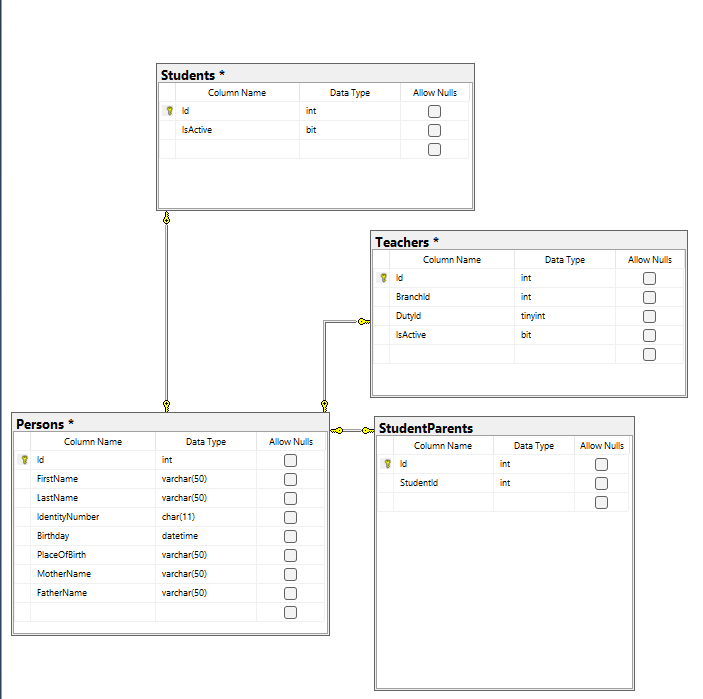 Students *
Column Name Data Type Allow Nulls
Id int
IsActive bit
Teachers *
Column Name Data Type Allow Nulls
Id int
BranchId int
DutyId tinyint
IsActive bit
Persons *
Column Name Data Type Allow Nulls
Id int
FirstName varchar(50)
LastName varchar(50)
IdentityNumber char(11)
Birthday datetime
PlaceOfBirth varchar(50)
MotherName varchar(50)
FatherName varchar(50)
StudentParents
Column Name Data Type Allow Nulls
Id int
StudentId int